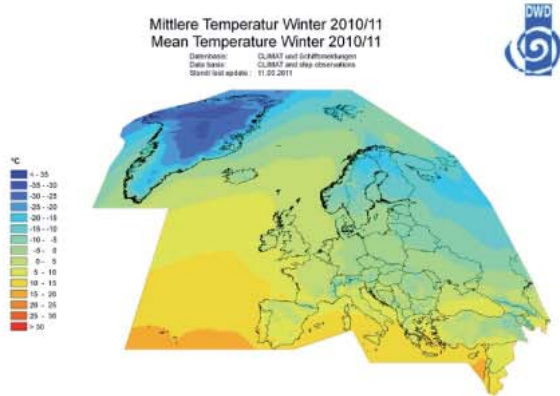 DWD
Mittlere Temperatur Winter 2010/11
Mean Temperature Winter 2010/11
Datenbasis: CLIMAT und Schiffsmeldungen
Data basis: CLIMAT and ship observations
Stand/ last update : 11.03.2011
°C
< - 35
-35 - -30
-30 - -25
-25 - -20
-20 - -15
-15 - -10
-10 - -5
-5 - 0
0 - 5
5 - 10
10 - 15
15 - 20
20 - 25
25 - 30
> 30